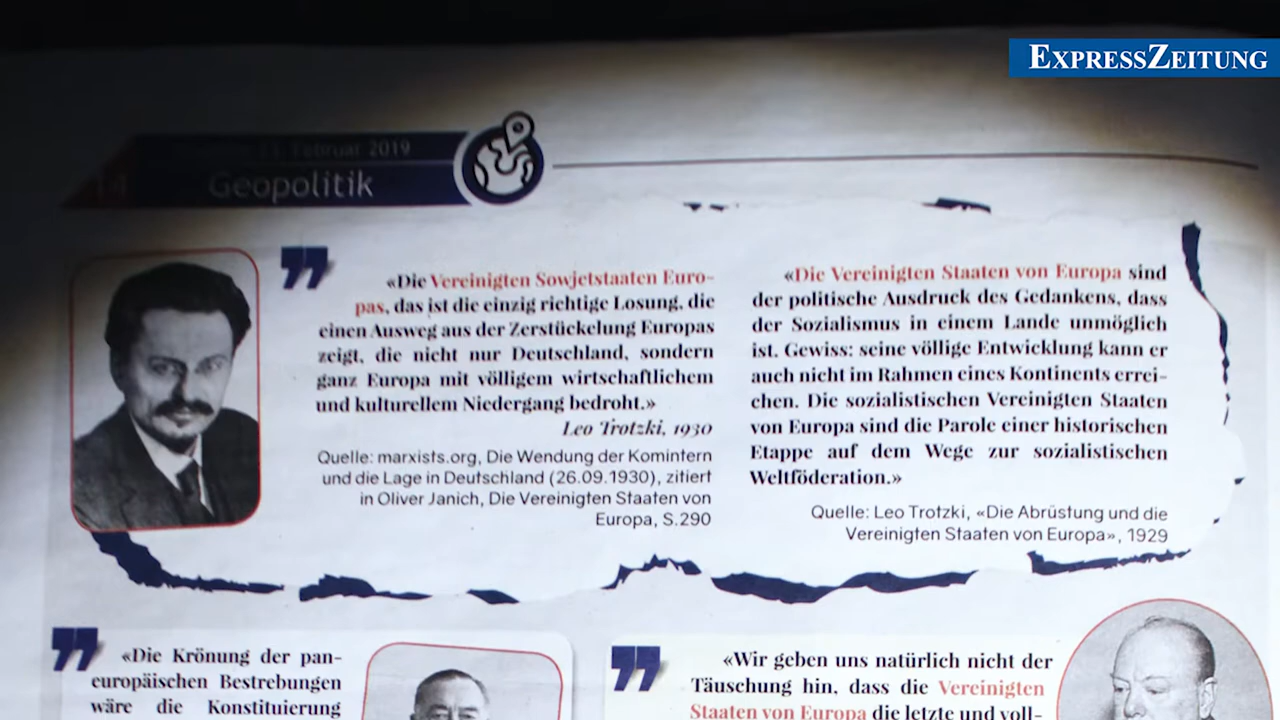 EXPRESSZEITUNG
Februar 2019
Geopolitik
«Die Vereinigten Sowjetstaaten Euro-
pas, das ist die einzig richtige Losung, die
einen Ausweg aus der Zerstückelung Europas
zeigt, die nicht nur Deutschland, sondern
ganz Europa mit völligem wirtschaftlichem
und kulturellem Niedergang bedroht.»
Leo Trotzki, 1930
Quelle: marxists.org, Die Wendung der Komintern
und die Lage in Deutschland (26.09.1930), zitiert
in Oliver Janich, Die Vereinigten Staaten von
Europa, S.290
«Die Vereinigten Staaten von Europa sind
der politische Ausdruck des Gedankens, dass
der Sozialismus in einem Lande unmöglich
ist. Gewiss: seine völlige Entwicklung kann er
auch nicht im Rahmen eines Kontinents errei-
chen. Die sozialistischen Vereinigten Staaten
von Europa sind die Parole einer historischen
Etappe auf dem Wege zur sozialistischen
Weltföderation.»
Quelle: Leo Trotzki, «Die Abrüstung und die
Vereinigten Staaten von Europa», 1929
«Die Krönung der pan-
europäischen Bestrebungen
wäre die Konstituierung
«Wir geben uns natürlich nicht der
Täuschung hin, dass die Vereinigten
Staaten von Europa die letzte und voll-